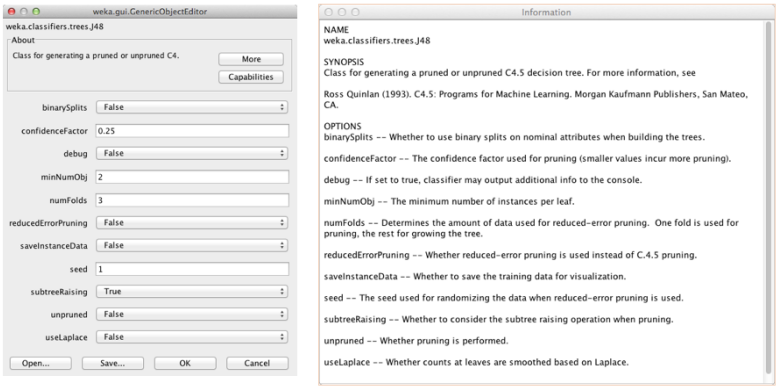 weka.gui.GenericObjectEditor
weka.classifiers.trees.J48
About
Class for generating a pruned or unpruned C4.
More
Capabilities
binarySplits False
confidenceFactor 0.25
debug False
minNumObj 2
numFolds 3
reducedErrorPruning False
saveInstanceData False
seed 1
subtreeRaising True
unpruned False
useLaplace False
Open... Save... OK Cancel
Information
NAME
weka.classifiers.trees.J48
SYNOPSIS
Class for generating a pruned or unpruned C4.5 decision tree. For more information, see
Ross Quinlan (1993). C4.5: Programs for Machine Learning. Morgan Kaufmann Publishers, San Mateo,
CA.
OPTIONS
binarySplits -- Whether to use binary splits on nominal attributes when building the trees.
confidenceFactor -- The confidence factor used for pruning (smaller values incur more pruning).
debug -- If set to true, classifier may output additional info to the console.
minNumObj -- The minimum number of instances per leaf.
numFolds -- Determines the amount of data used for reduced-error pruning. One fold is used for
pruning, the rest for growing the tree.
reducedErrorPruning -- Whether reduced-error pruning is used instead of C.4.5 pruning.
saveInstanceData -- Whether to save the training data for visualization.
seed -- The seed used for randomizing the data when reduced-error pruning is used.
subtreeRaising -- Whether to consider the subtree raising operation when pruning.
unpruned -- Whether pruning is performed.
useLaplace -- Whether counts at leaves are smoothed based on Laplace.